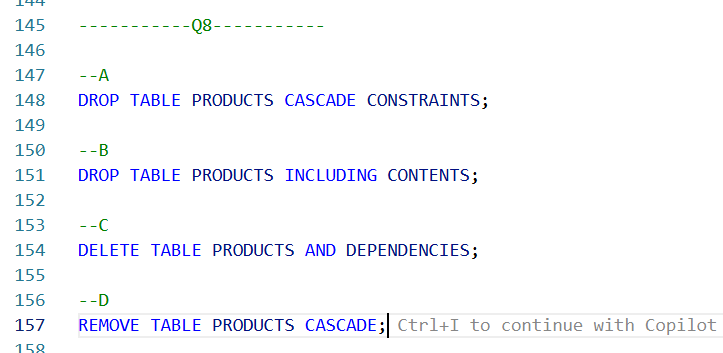 144
145 -----------Q8-----------
146
147 --A
148 DROP TABLE PRODUCTS CASCADE CONSTRAINTS;
149
150 --B
151 DROP TABLE PRODUCTS INCLUDING CONTENTS;
152
153 --C
154 DELETE TABLE PRODUCTS AND DEPENDENCIES;
155
156 --D
157 REMOVE TABLE PRODUCTS CASCADE; Ctrl+I to continue with Copilot
158